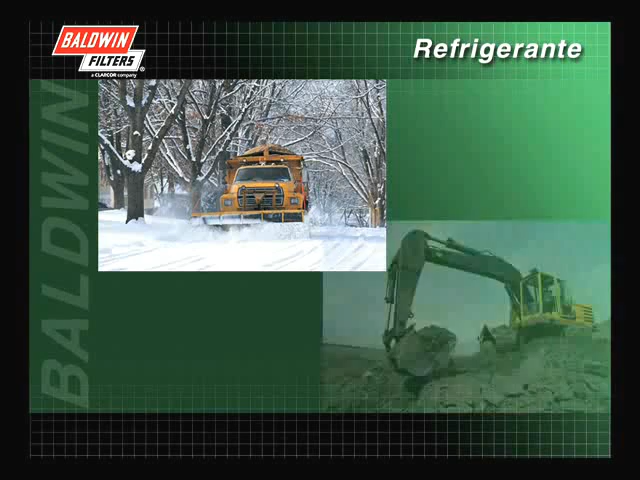 BALDWIN
FILTERS
a CLARCOR company
Refrigerante
BALDWIN